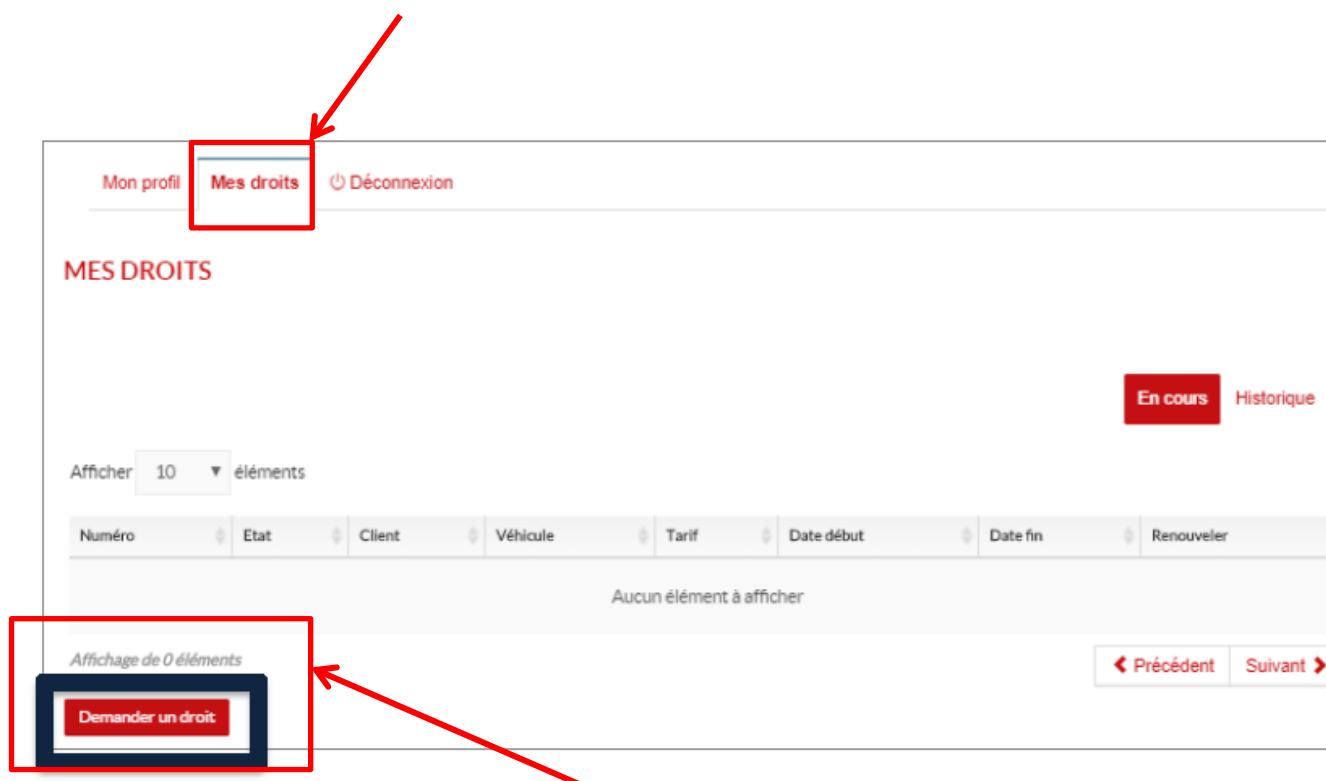 Mon profil Mes droits Déconnexion
MES DROITS
En cours Historique
Afficher 10 éléments
Numéro Etat Client Véhicule Tarif Date début Date fin Renouveler
Aucun élément à afficher
Affichage de 0 éléments
Précédent Suivant
Demander un droit